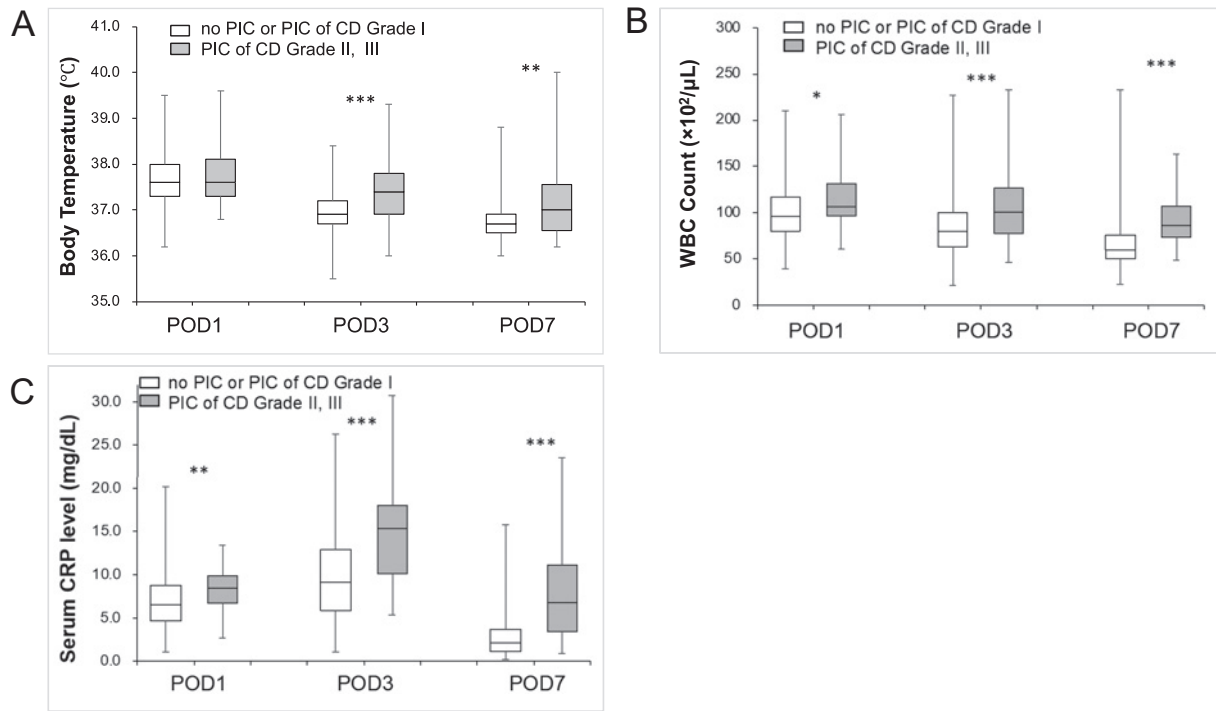 A
no PIC or PIC of CD Grade I
PIC of CD Grade II, III
Body Temperature (℃)
41.0
40.0
39.0
38.0
37.0
36.0
35.0
***
**
POD1
POD3
POD7
B
no PIC or PIC of CD Grade I
PIC of CD Grade II, III
WBC Count (×10²/μL)
300
250
200
150
100
50
0
*
***
***
POD1
POD3
POD7
C
no PIC or PIC of CD Grade I
PIC of CD Grade II, III
Serum CRP level (mg/dL)
30.0
25.0
20.0
15.0
10.0
5.0
0.0
**
***
***
POD1
POD3
POD7